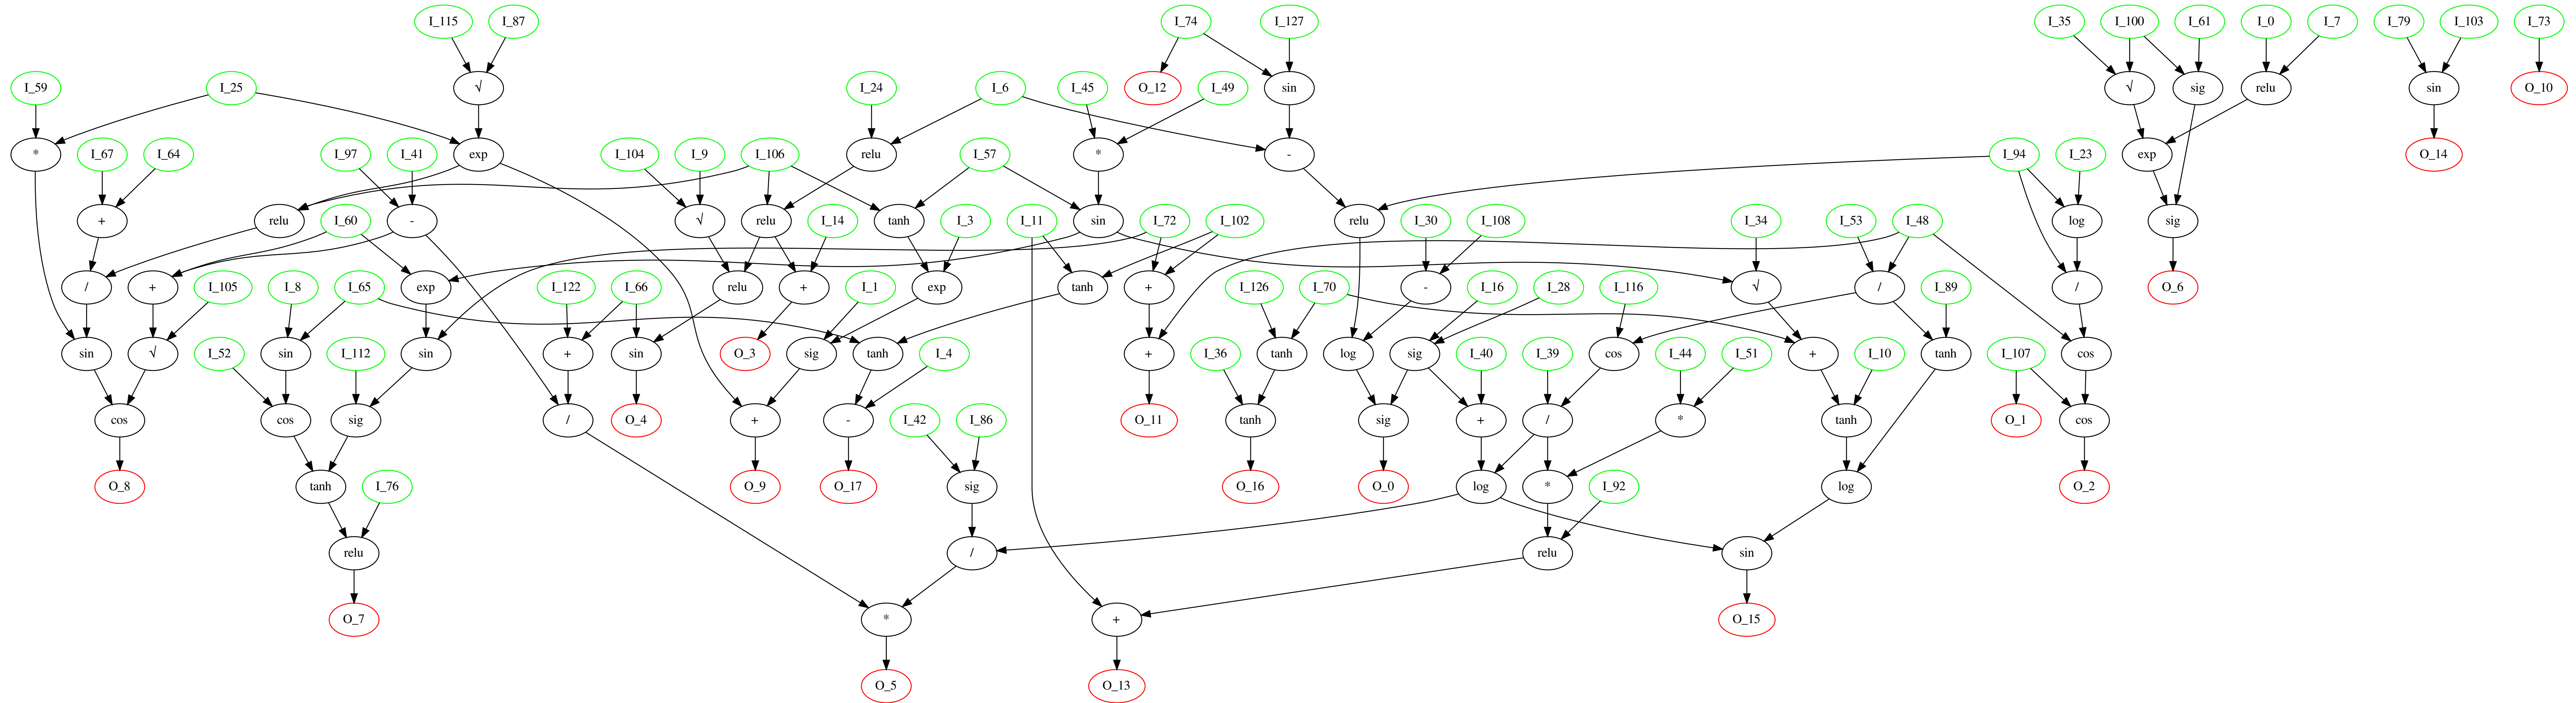 I_115 I_87 I_74 I_127 I_35 I_100 I_61 I_0 I_7 I_79 I_103 I_73
I_59 I_25 √ I_24 I_6 I_45 I_49 O_12 sin √ sig relu sin O_10
* I_67 I_64 I_97 I_41 exp I_104 I_9 I_106 relu I_57 * - I_94 I_23 exp O_14
+ relu I_60 - √ relu I_14 tanh I_3 I_11 sin I_72 I_102 relu I_30 I_108 I_34 I_53 I_48 log sig
/ + I_105 I_8 I_65 exp I_122 I_66 relu + I_1 exp tanh + I_126 I_70 - I_16 I_28 I_116 √ / I_89 / O_6
sin √ I_52 sin I_112 sin + sin O_3 sig tanh I_4 + I_36 tanh log sig I_40 I_39 cos I_44 I_51 + I_10 tanh I_107 cos
cos cos sig / O_4 + - I_42 I_86 O_11 tanh sig + / * tanh O_1 cos
O_8 tanh I_76 O_9 O_17 sig O_16 O_0 log * I_92 log O_2
relu / relu sin
O_7 * + O_15
O_5 O_13